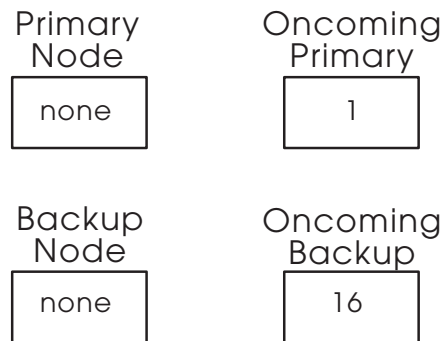 Primary
Node
none
Oncoming
Primary
1
Backup
Node
none
Oncoming
Backup
16